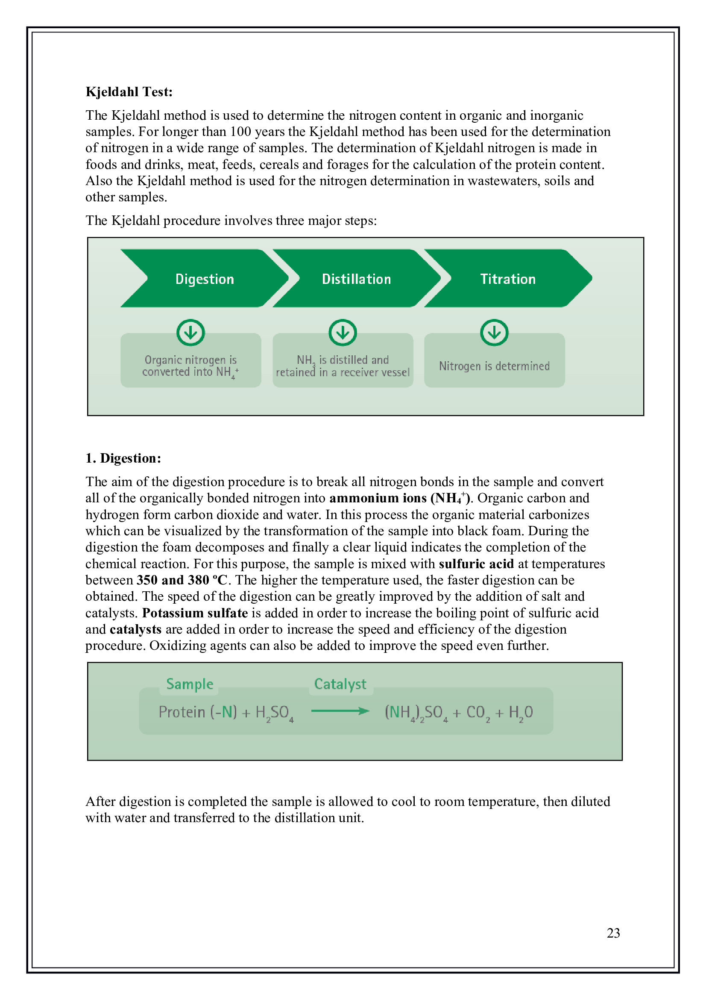 Kjeldahl Test:
The Kjeldahl method is used to determine the nitrogen content in organic and inorganic
samples. For longer than 100 years the Kjeldahl method has been used for the determination
of nitrogen in a wide range of samples. The determination of Kjeldahl nitrogen is made in
foods and drinks, meat, feeds, cereals and forages for the calculation of the protein content.
Also the Kjeldahl method is used for the nitrogen determination in wastewaters, soils and
other samples.
The Kjeldahl procedure involves three major steps:
Digestion Distillation Titration
Organic nitrogen is
converted into NH₄⁺
NH₃ is distilled and
retained in a receiver vessel
Nitrogen is determined
1. Digestion:
The aim of the digestion procedure is to break all nitrogen bonds in the sample and convert
all of the organically bonded nitrogen into ammonium ions (NH₄⁺). Organic carbon and
hydrogen form carbon dioxide and water. In this process the organic material carbonizes
which can be visualized by the transformation of the sample into black foam. During the
digestion the foam decomposes and finally a clear liquid indicates the completion of the
chemical reaction. For this purpose, the sample is mixed with sulfuric acid at temperatures
between 350 and 380 ºC. The higher the temperature used, the faster digestion can be
obtained. The speed of the digestion can be greatly improved by the addition of salt and
catalysts. Potassium sulfate is added in order to increase the boiling point of sulfuric acid
and catalysts are added in order to increase the speed and efficiency of the digestion
procedure. Oxidizing agents can also be added to improve the speed even further.
Sample Catalyst
Protein (-N) + H₂SO₄ → (NH₄)₂SO₄ + CO₂ + H₂O
After digestion is completed the sample is allowed to cool to room temperature, then diluted
with water and transferred to the distillation unit.
23